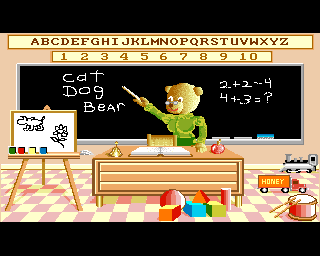 ABCDEFGHIJKLMNOPQRSTUVWXYZ
1 2 3 4 5 6 7 8 9 10
Cat
Dog
Bear
2+2=4
4+3=?
HONEY